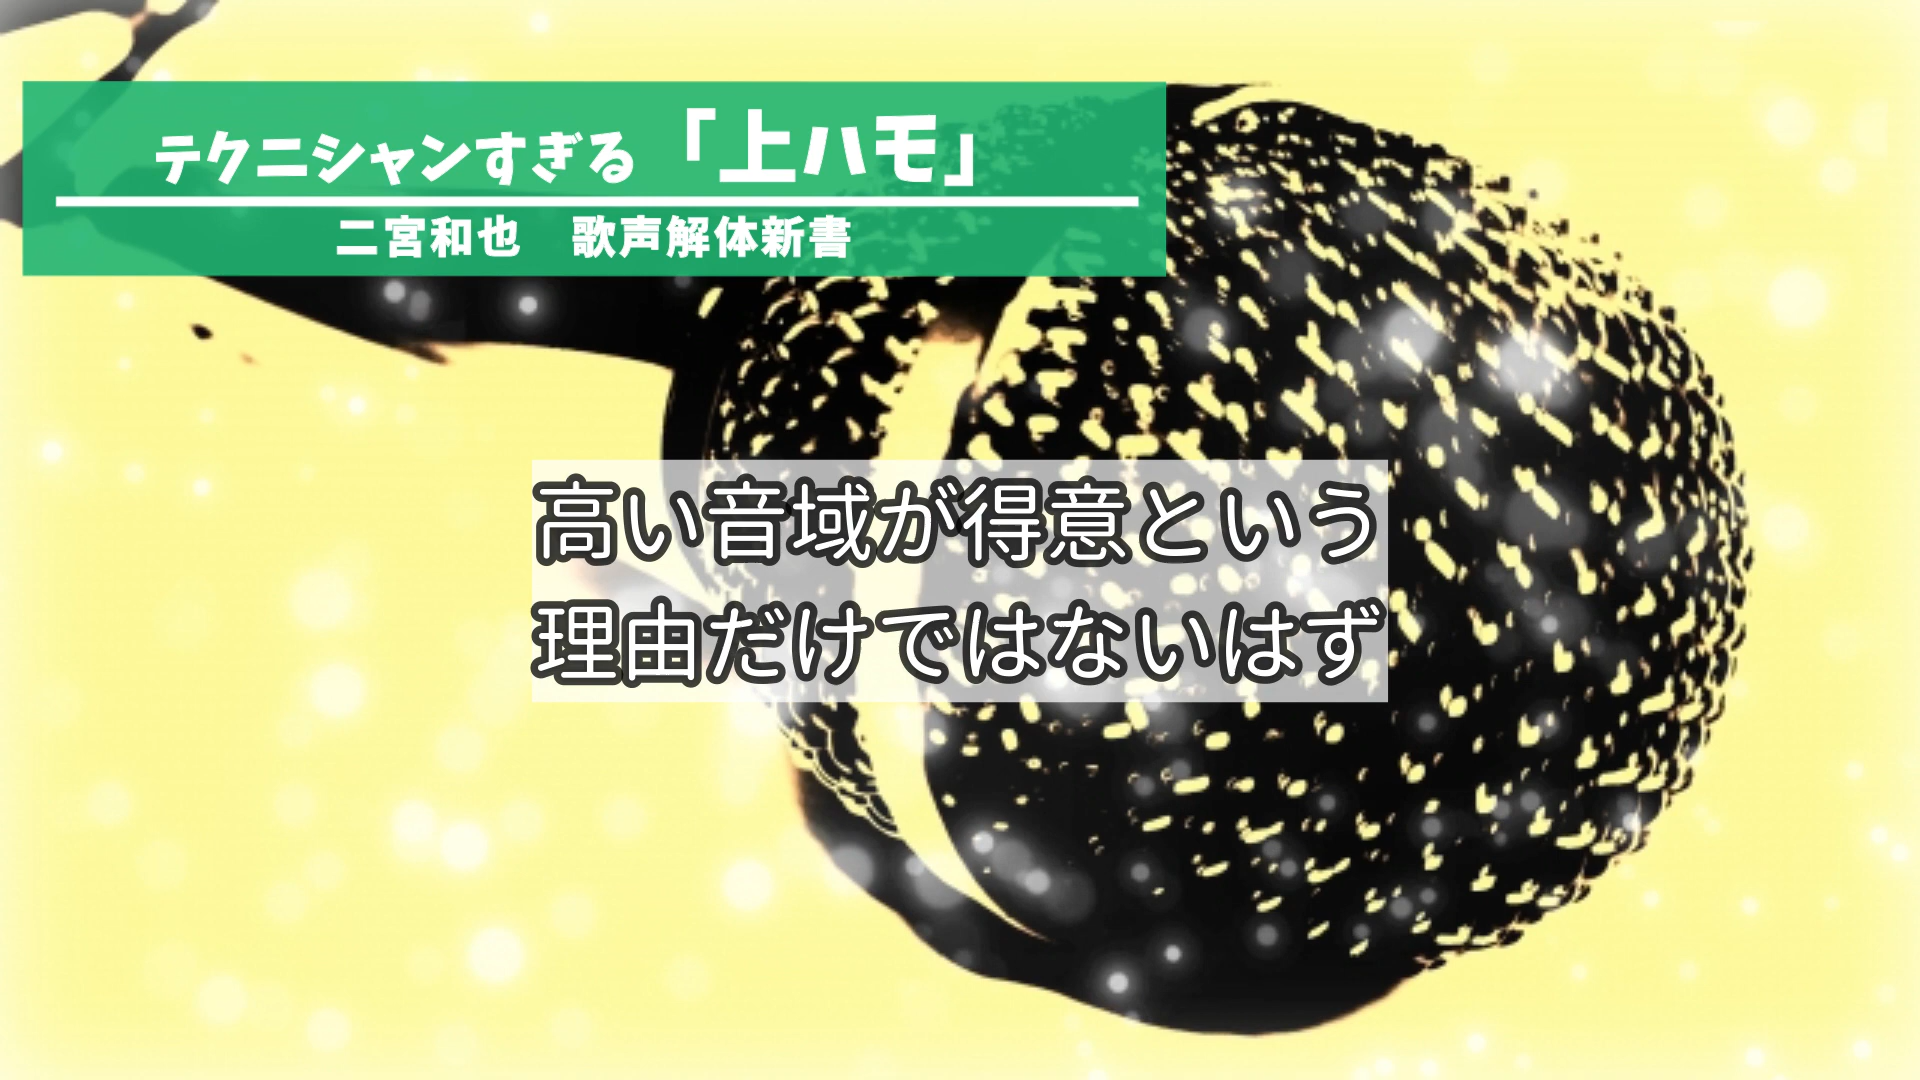 テクニシャンすぎる「上ハモ」
二宮和也　歌声解体新書
高い音域が得意という
理由だけではないはず